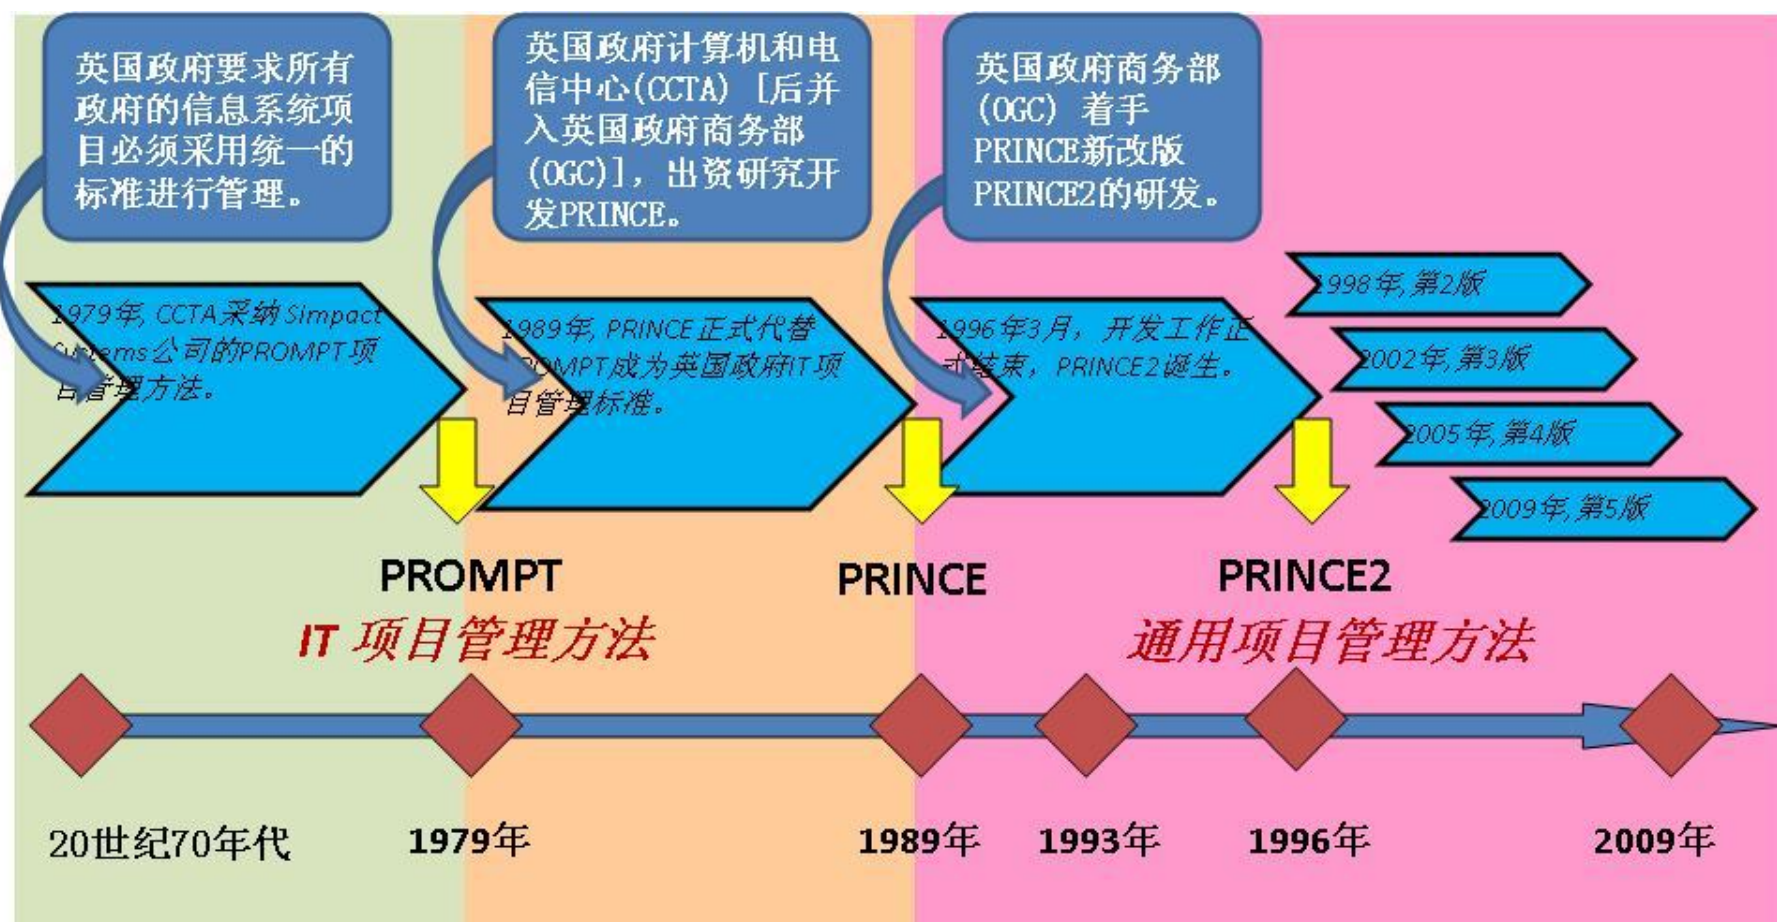 英国政府要求所有
政府的信息系统项
目必须采用统一的
标准进行管理。
英国政府计算机和电
信中心(CCTA) [后并
入英国政府商务部
(OGC)]，出资研究开
发PRINCE。
英国政府商务部
(OGC) 着手
PRINCE新改版
PRINCE2的研发。
1979年, CCTA采纳 Simpact
Systems公司的PROMPT项
目管理方法。
1989年, PRINCE正式代替
PROMPT成为英国政府IT项
目管理标准。
1996年3月，开发工作正
式结束，PRINCE2诞生。
1998年, 第2版
2002年, 第3版
2005年, 第4版
2009年, 第5版
PROMPT
PRINCE
PRINCE2
IT 项目管理方法
通用项目管理方法
20世纪70年代
1979年
1989年
1993年
1996年
2009年